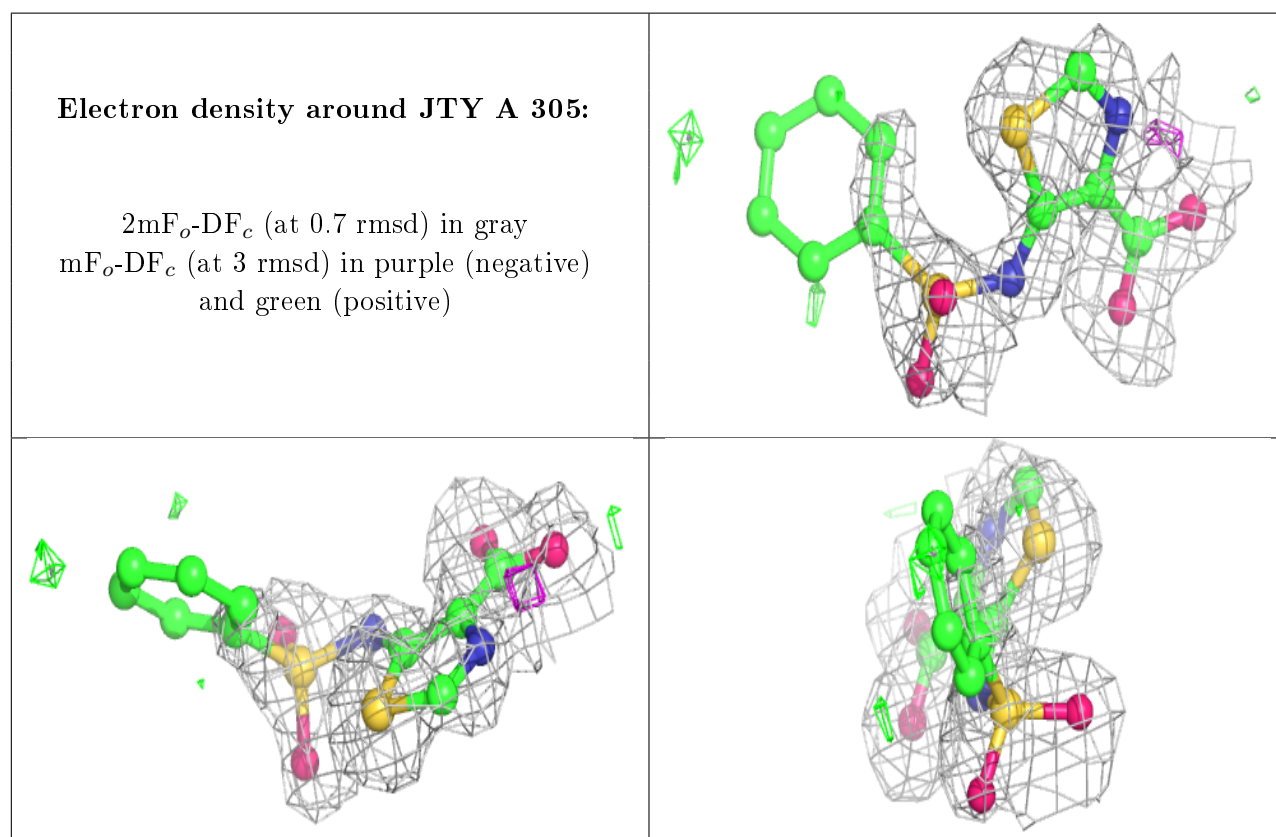 Electron density around JTY A 305:
2mFo-DFc (at 0.7 rmsd) in gray
mFo-DFc (at 3 rmsd) in purple (negative)
and green (positive)